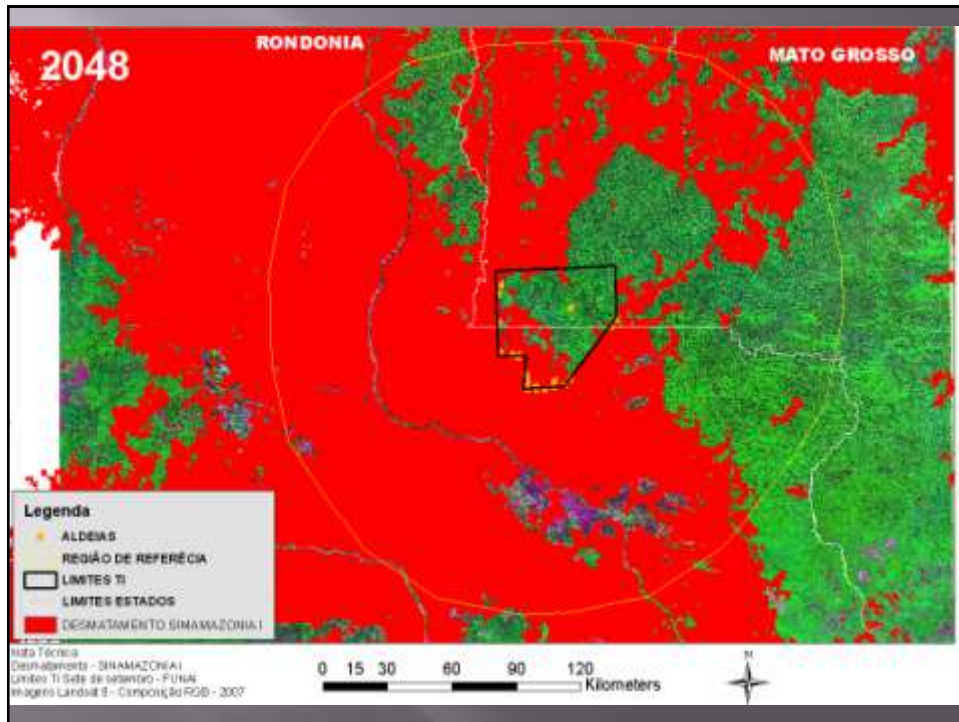 RONDONIA
MATO GROSSO
2048
Legenda
ALDEIAS
REGIÃO DE REFERÉCIA
LIMITES TI
LIMITES ESTADOS
DESMATAMENTO SIMAMAZONIA I
Nota Técnica
Desmatamento - SIMAMAZONIA I
Limites TI Sete de setembro - FUNAI
Imagens Landsat 5 - Composição RGB - 2007
0 15 30 60 90 120
Kilometers
N